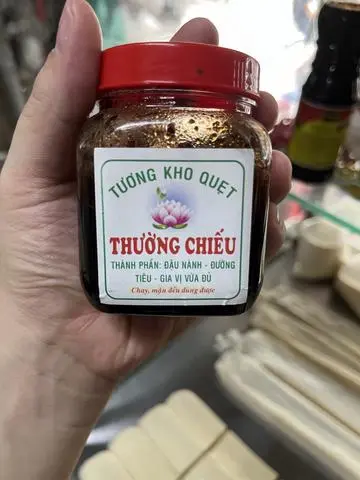 TƯƠNG KHO QUẸT
THƯỜNG CHIẾU
THÀNH PHẦN: ĐẬU NÀNH - ĐƯỜNG
TIÊU - GIA VỊ VỪA ĐỦ
Chay, mặn đều dùng được